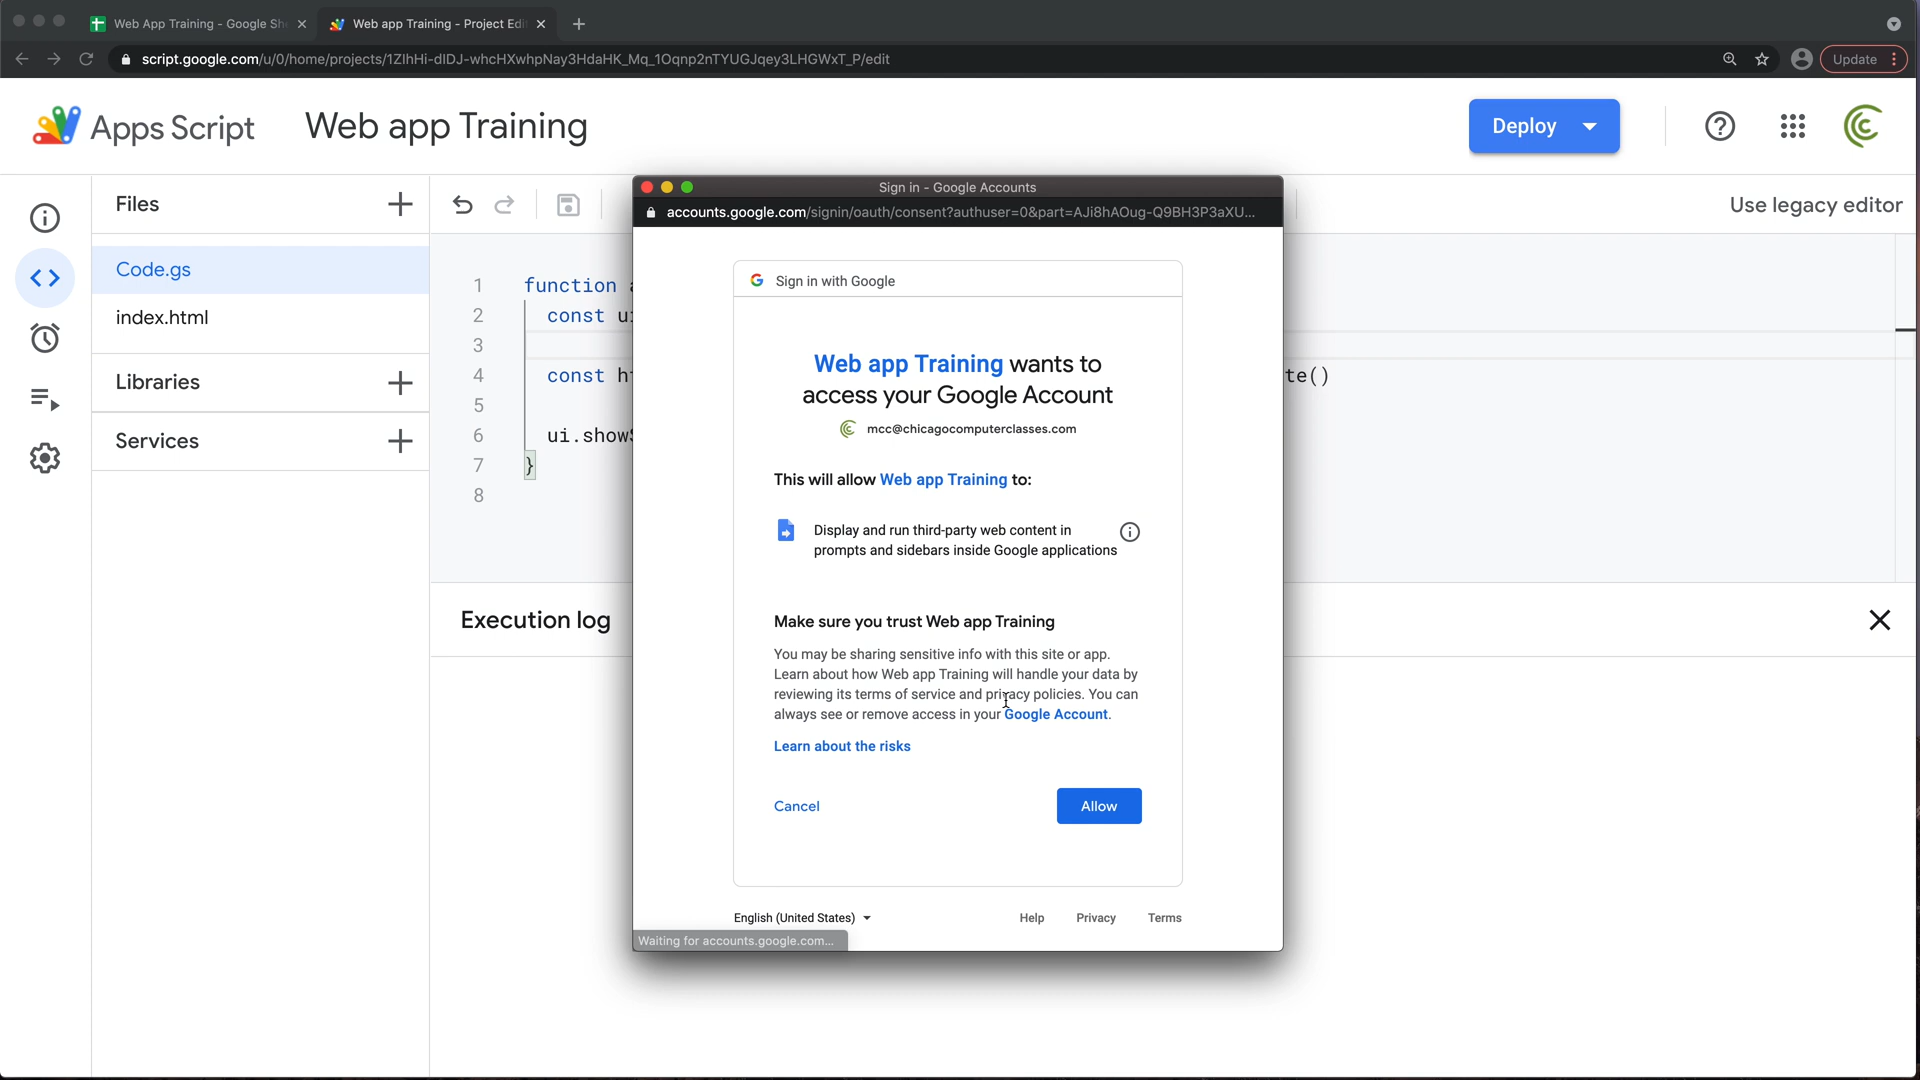 Web App Training - Google Sh
Web app Training - Project Edi
script.google.com/u/0/home/projects/1ZIhHi-dIDJ-whcHXwhpNay3HdaHK_Mq_1Oqnp2nTYUGJqey3LHGWxT_P/edit
Update
Apps Script
Web app Training
Deploy
Files
Use legacy editor
Code.gs
index.html
Libraries
Services
1 function
2 const u
3
4 const h te()
5
6 ui.show
7 }
8
Execution log
Sign in - Google Accounts
accounts.google.com/signin/oauth/consent?authuser=0&part=AJi8hAOug-Q9BH3P3aXU...
Sign in with Google
Web app Training wants to
access your Google Account
mcc@chicagocomputerclasses.com
This will allow Web app Training to:
Display and run third-party web content in
prompts and sidebars inside Google applications
Make sure you trust Web app Training
You may be sharing sensitive info with this site or app.
Learn about how Web app Training will handle your data by
reviewing its terms of service and privacy policies. You can
always see or remove access in your Google Account.
Learn about the risks
Cancel
Allow
English (United States)
Help
Privacy
Terms
Waiting for accounts.google.com...